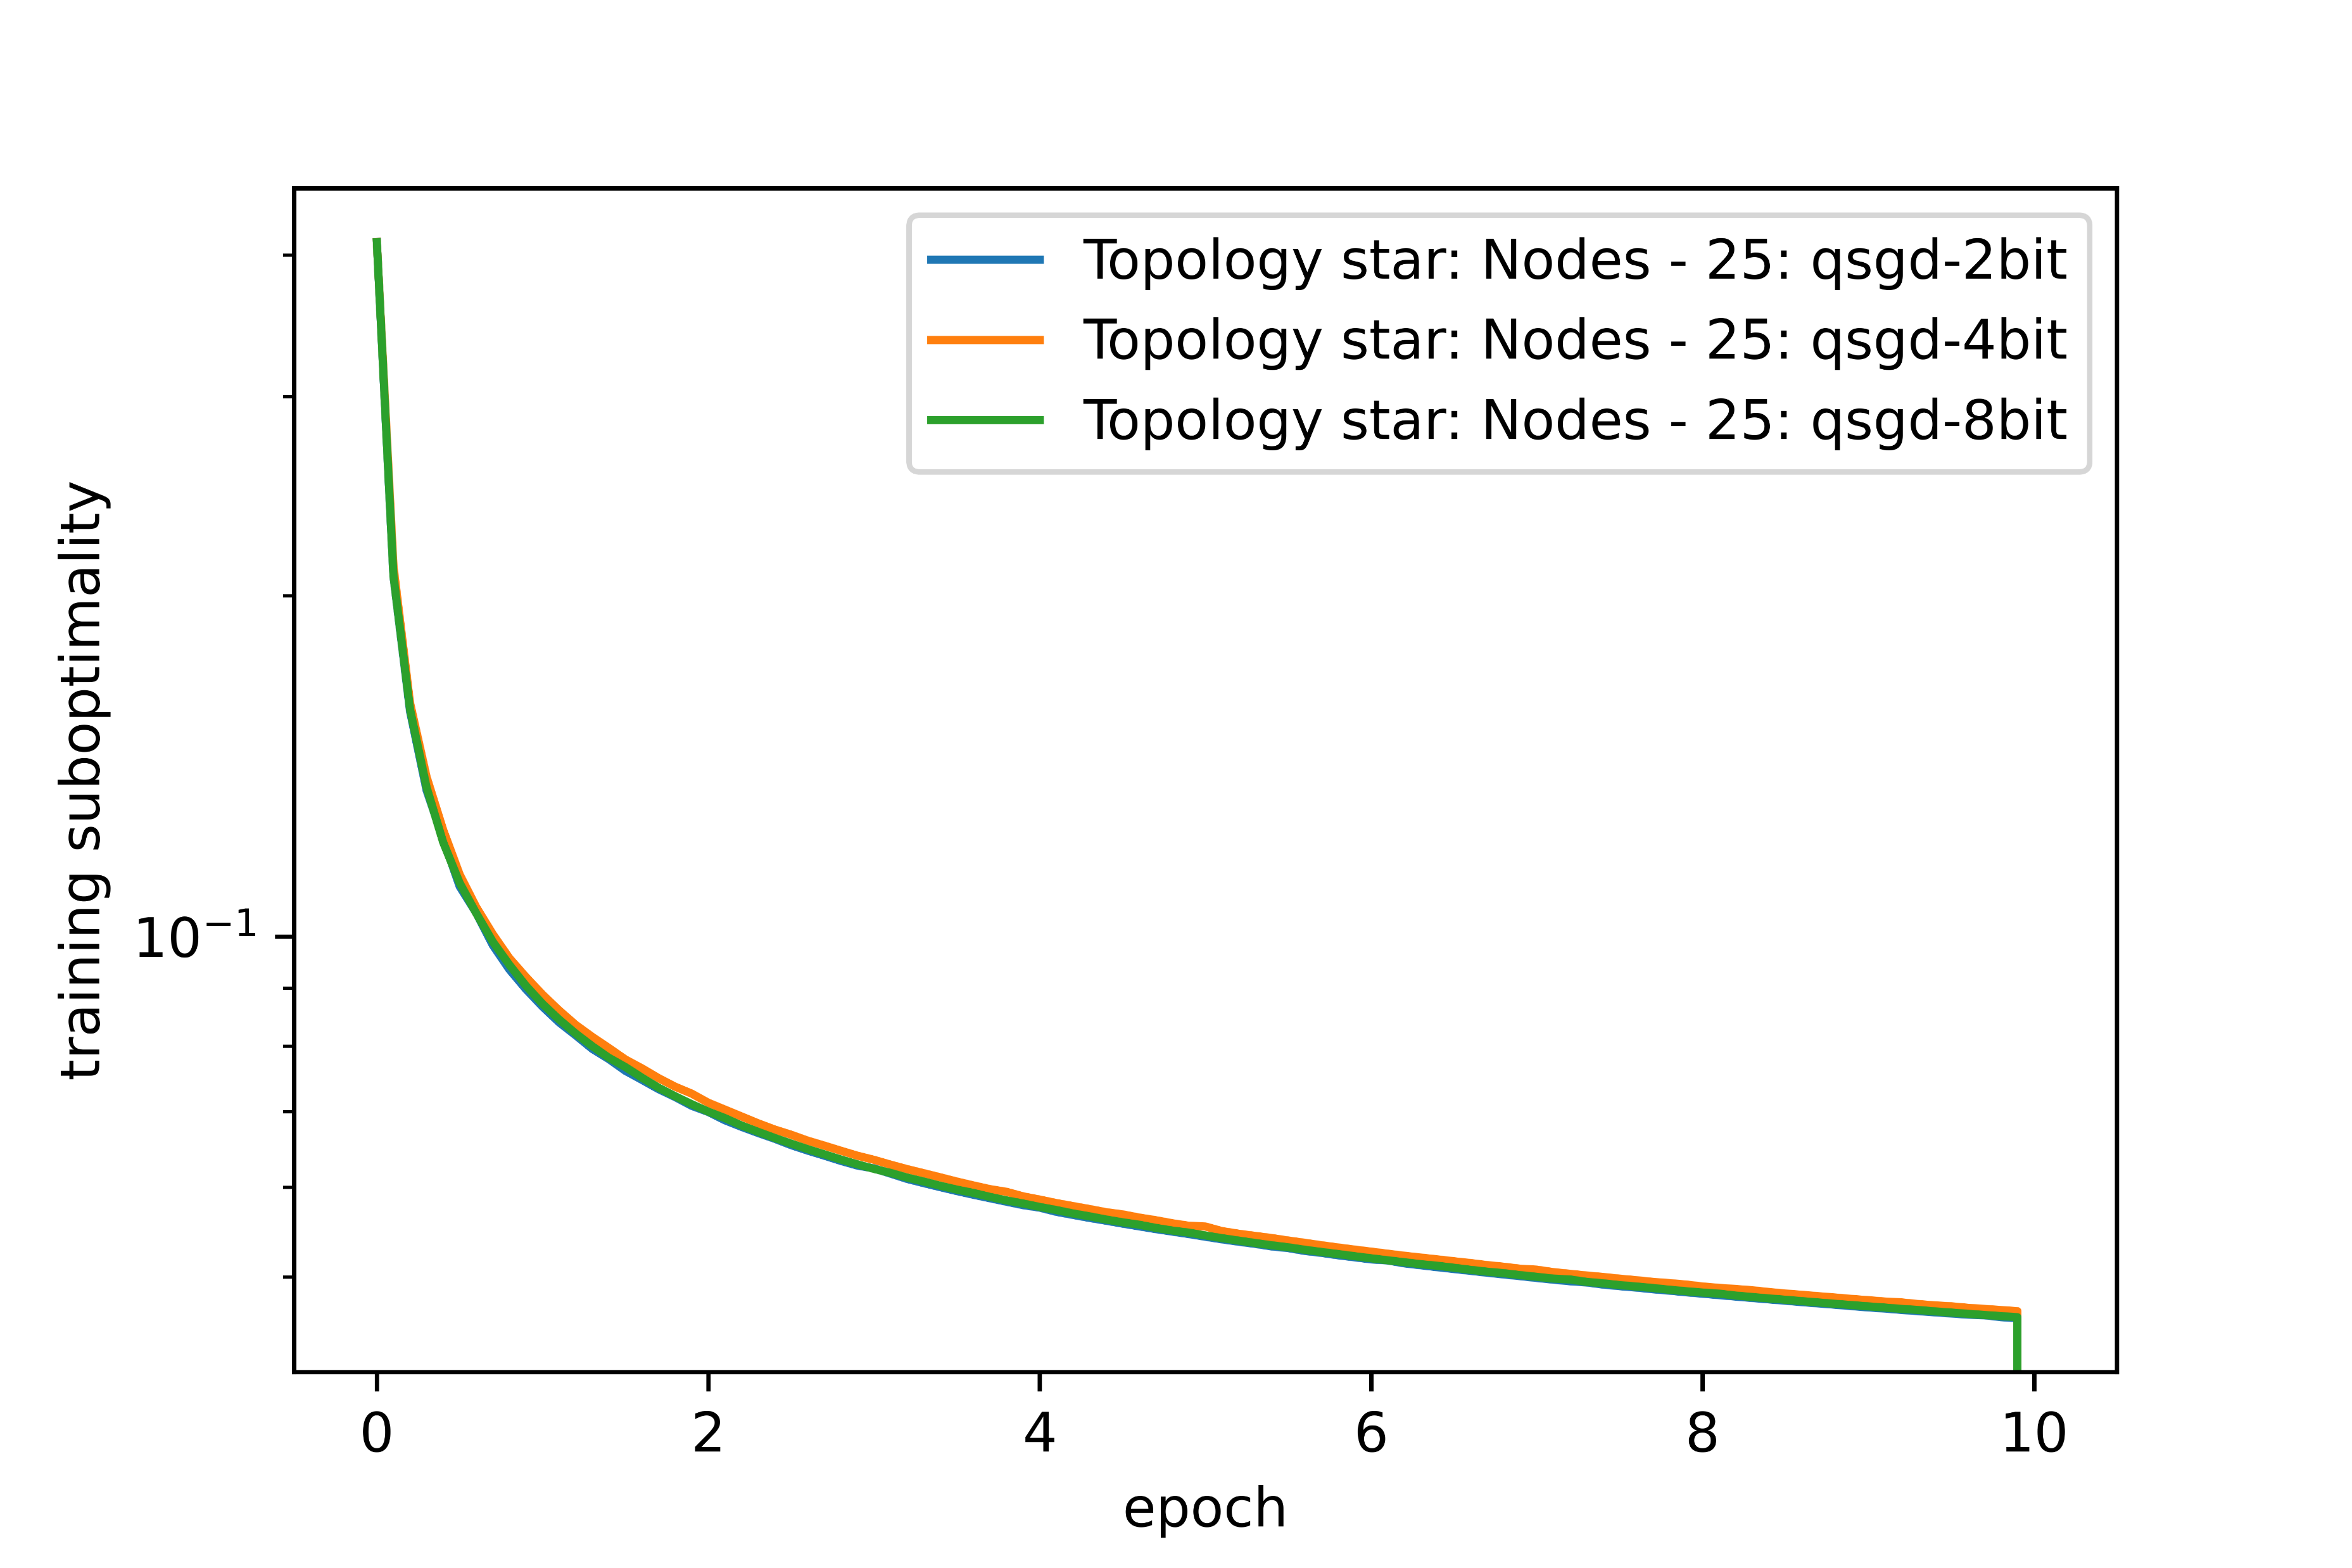 Topology star: Nodes - 25: qsgd-2bit
Topology star: Nodes - 25: qsgd-4bit
Topology star: Nodes - 25: qsgd-8bit
training suboptimality
10⁻¹
0 2 4 6 8 10
epoch